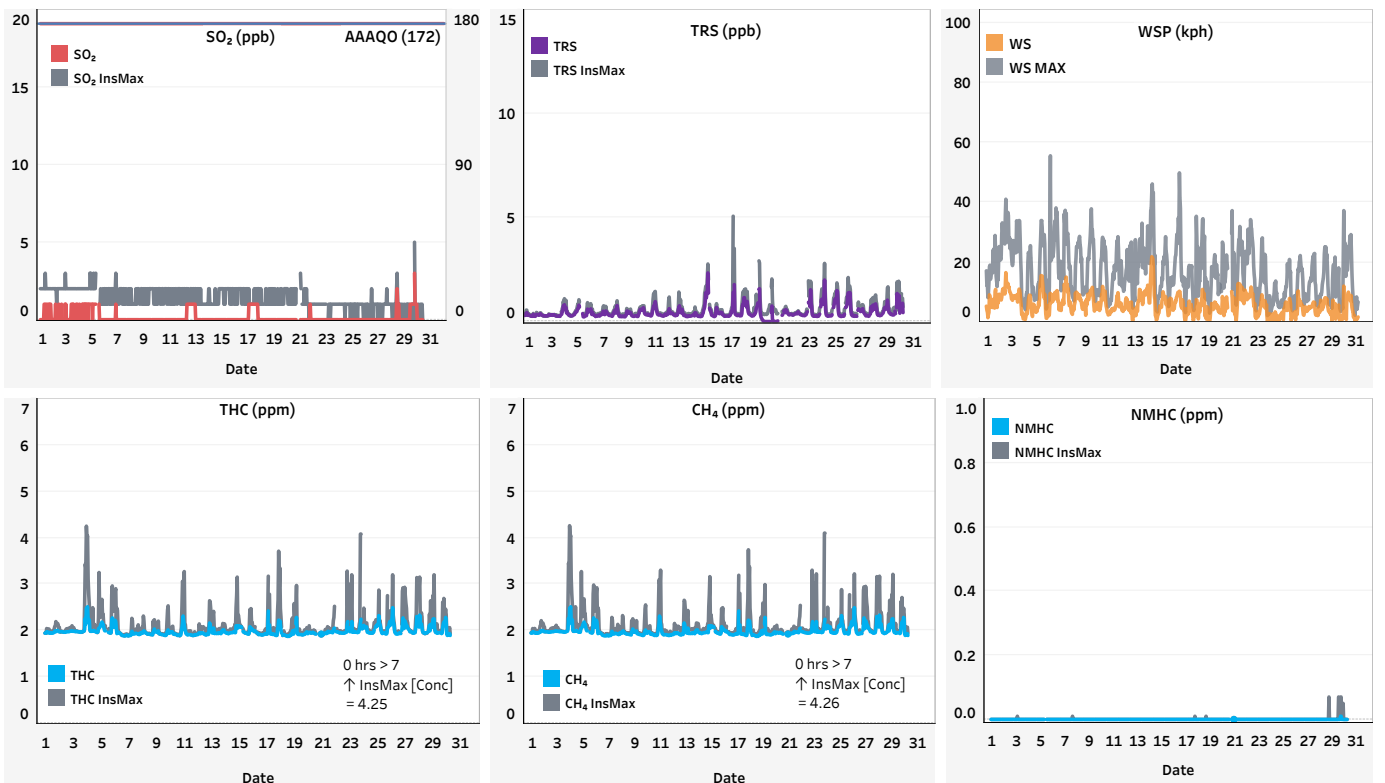 SO₂ (ppb)
AAAQO (172)
SO₂
SO₂ InsMax
20
15
10
5
0
180
90
0
1 3 5 7 9 11 13 15 17 19 21 23 25 27 29 31
Date
TRS (ppb)
TRS
TRS InsMax
15
10
5
0
1 3 5 7 9 11 13 15 17 19 21 23 25 27 29 31
Date
WSP (kph)
WS
WS MAX
100
80
60
40
20
0
1 3 5 7 9 11 13 15 17 19 21 23 25 27 29 31
Date
THC (ppm)
7
6
5
4
3
2
1
0
THC
THC InsMax
0 hrs > 7
↑ InsMax [Conc]
= 4.25
1 3 5 7 9 11 13 15 17 19 21 23 25 27 29 31
Date
CH₄ (ppm)
7
6
5
4
3
2
1
0
CH₄
CH₄ InsMax
0 hrs > 7
↑ InsMax [Conc]
= 4.26
1 3 5 7 9 11 13 15 17 19 21 23 25 27 29 31
Date
NMHC (ppm)
NMHC
NMHC InsMax
1.0
0.8
0.6
0.4
0.2
0.0
1 3 5 7 9 11 13 15 17 19 21 23 25 27 29 31
Date